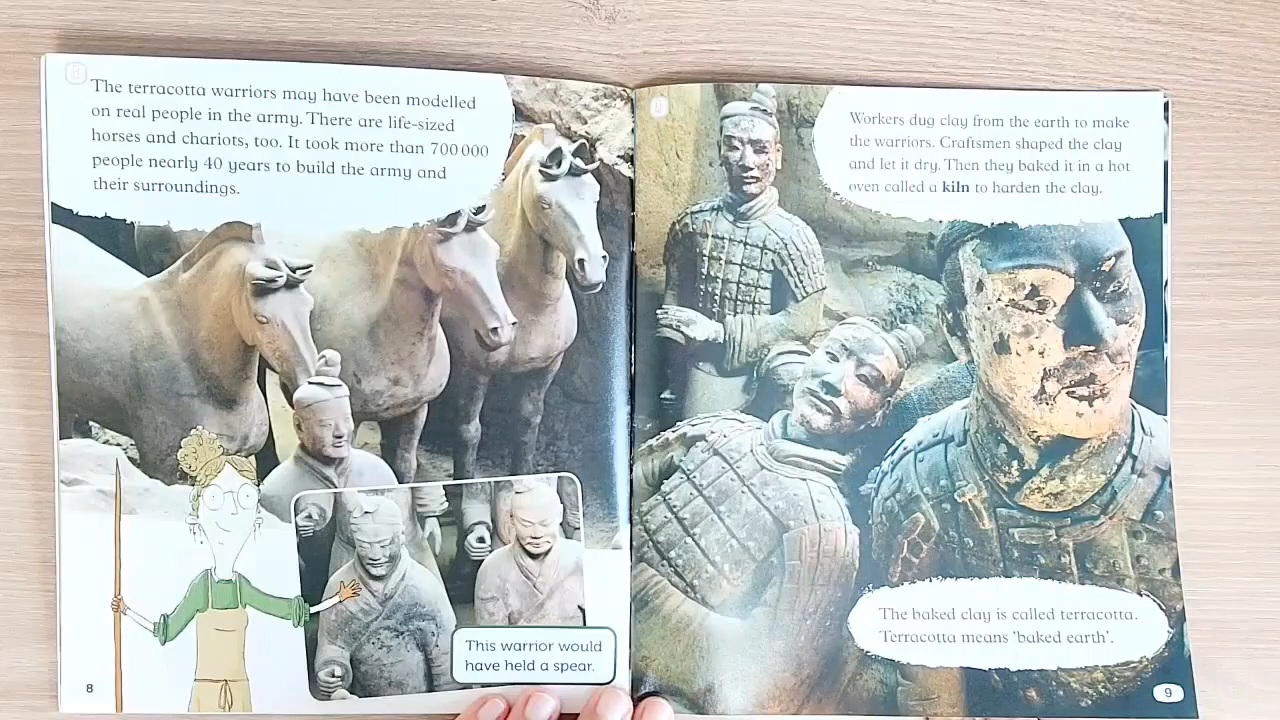 The terracotta warriors may have been modelled
on real people in the army. There are life-sized
horses and chariots, too. It took more than 700 000
people nearly 40 years to build the army and
their surroundings.
This warrior would
have held a spear.
8
Workers dug clay from the earth to make
the warriors. Craftsmen shaped the clay
and let it dry. Then they baked it in a hot
oven called a kiln to harden the clay.
The baked clay is called terracotta.
Terracotta means ‘baked earth’.
9